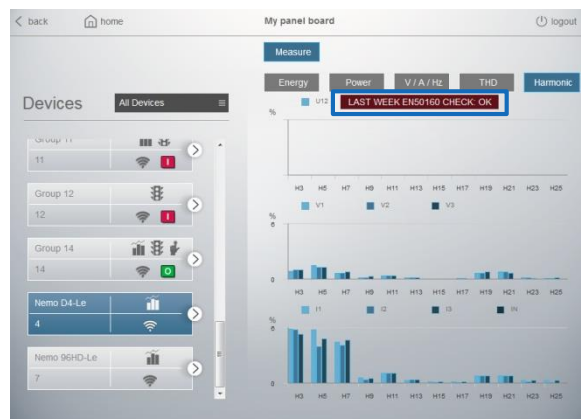 back
home
My panel board
logout
Measure
Energy
Power
V / A / Hz
THD
Harmonic
Devices
All Devices
U12
LAST WEEK EN50160 CHECK: OK
%
Group 11
11
I
H3 H5 H7 H9 H11 H13 H15 H17 H19 H21 H23 H25
Group 12
12
I
V1 V2 V3
%
6
Group 14
14
O
0
H3 H5 H7 H9 H11 H13 H15 H17 H19 H21 H23 H25
Nemo D4-Le
4
I1 I2 I3 IN
%
6
Nemo 96HD-Le
7
0
H3 H5 H7 H9 H11 H13 H15 H17 H19 H21 H23 H25